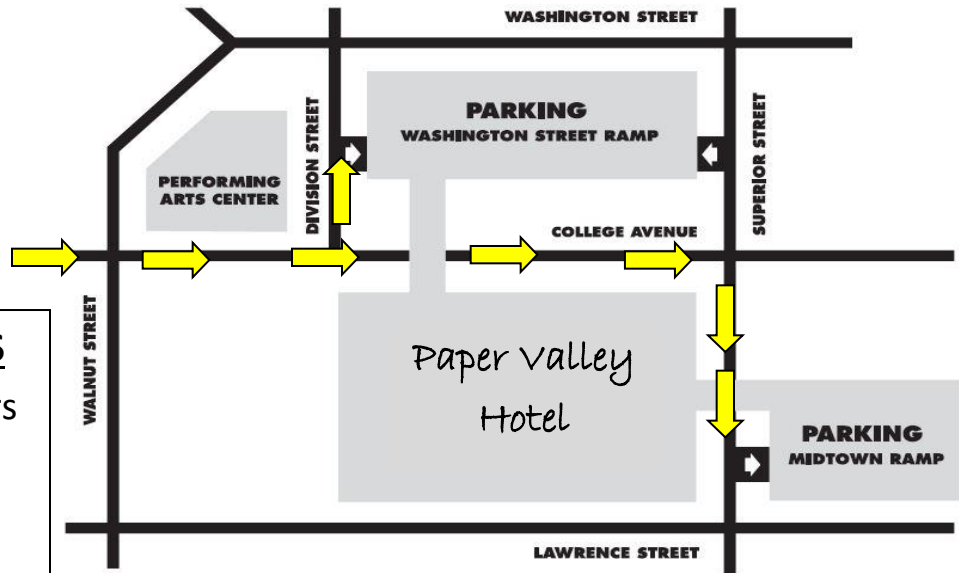 WASHINGTON STREET
PARKING
WASHINGTON STREET RAMP
DIVISION STREET
SUPERIOR STREET
PERFORMING
ARTS CENTER
COLLEGE AVENUE
WALNUT STREET
Paper Valley
Hotel
PARKING
MIDTOWN RAMP
LAWRENCE STREET